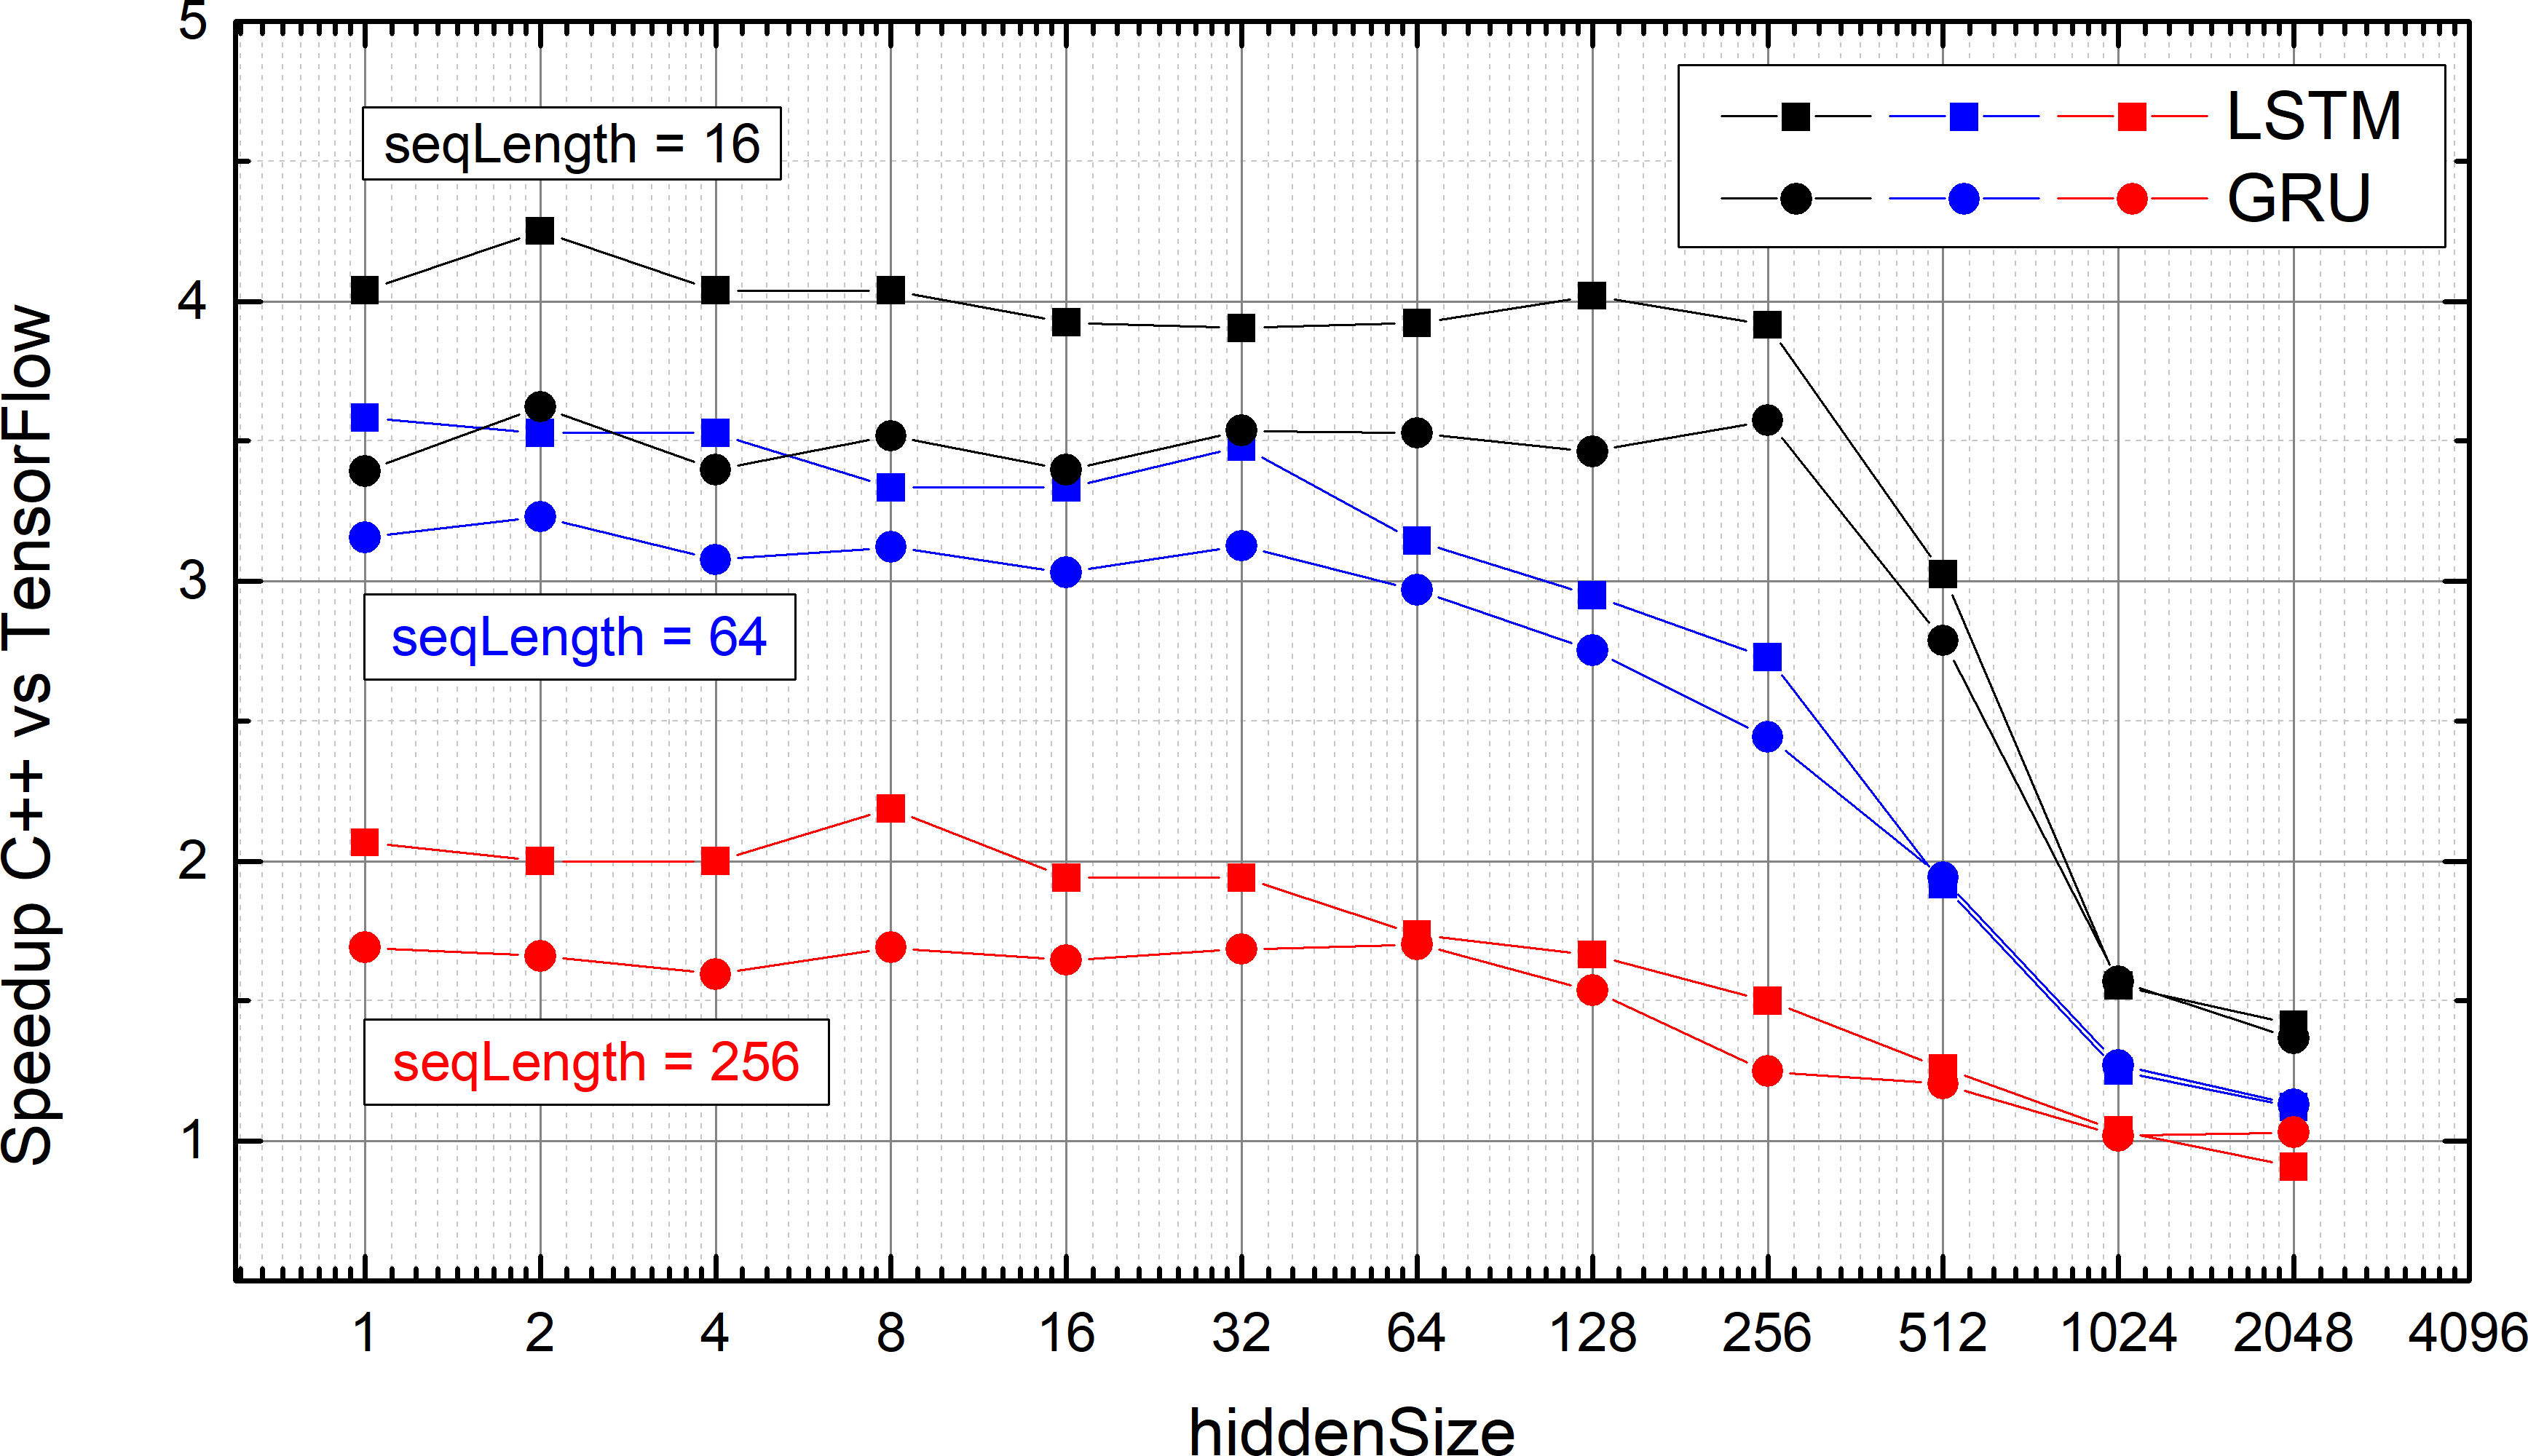 5
4
3
2
1
Speedup C++ vs TensorFlow
seqLength = 16
seqLength = 64
seqLength = 256
LSTM
GRU
1 2 4 8 16 32 64 128 256 512 1024 2048 4096
hiddenSize